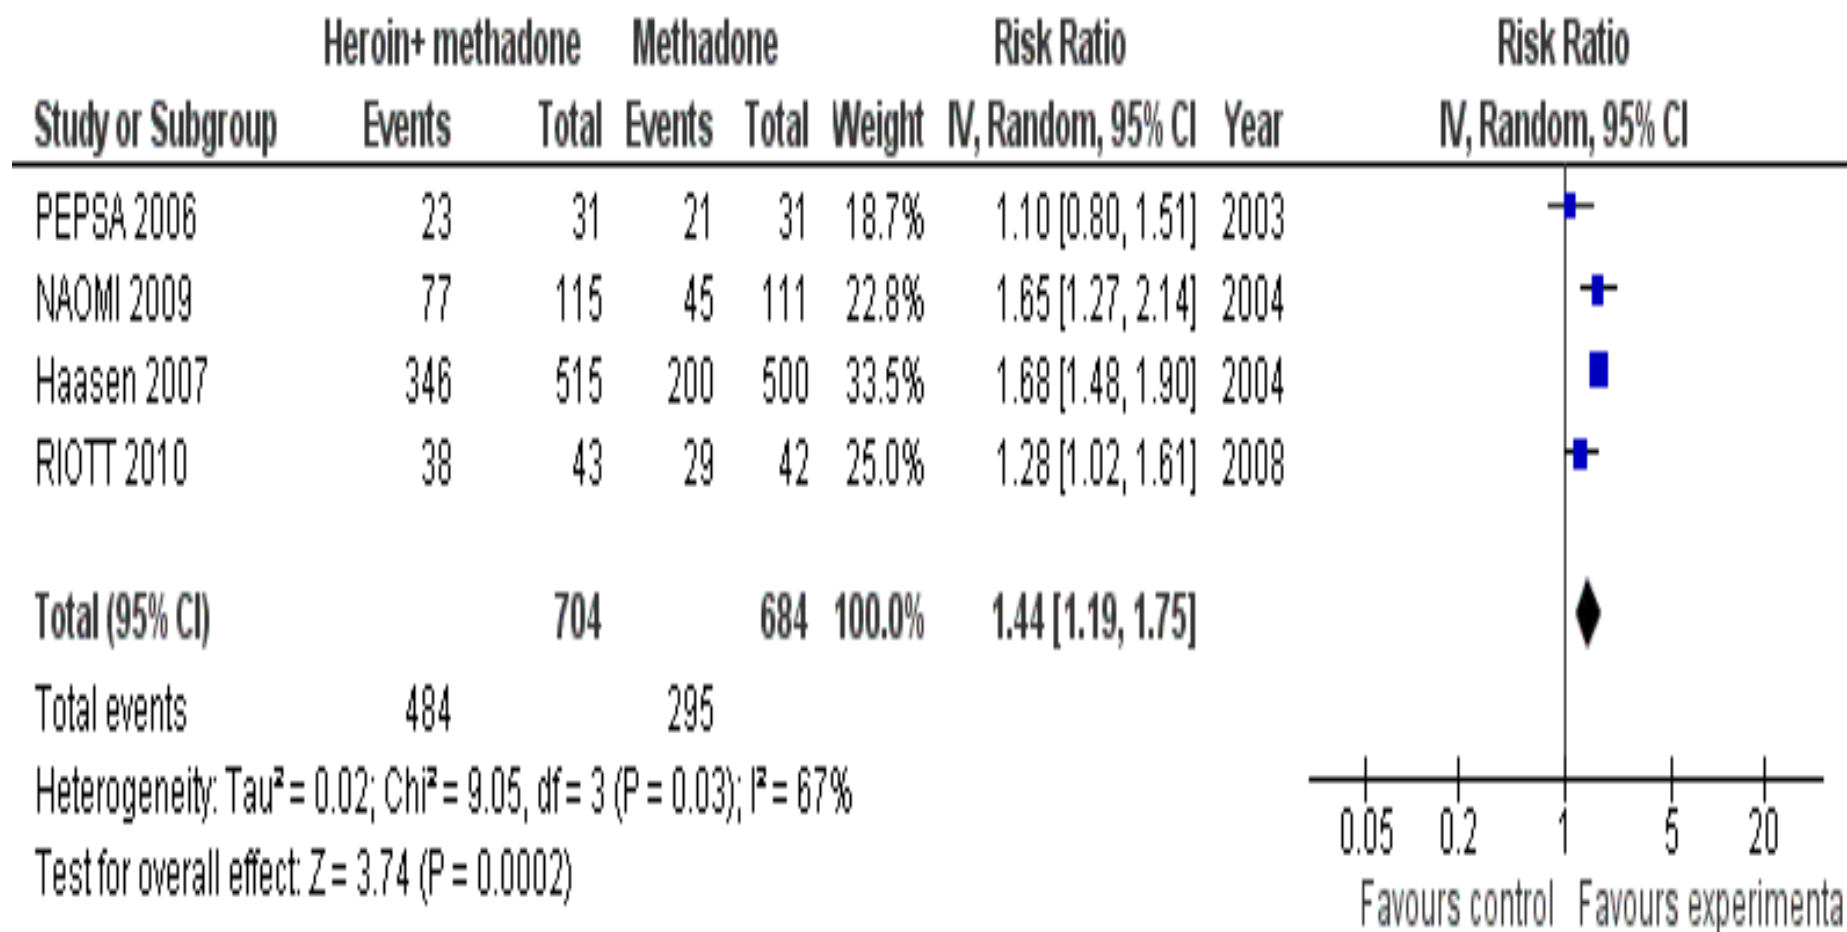 Heroin+ methadone Methadone Risk Ratio Risk Ratio
Study or Subgroup Events Total Events Total Weight IV, Random, 95% CI Year IV, Random, 95% CI
PEPSA 2006 23 31 21 31 18.7% 1.10 [0.80, 1.51] 2003
NAOMI 2009 77 115 45 111 22.8% 1.65 [1.27, 2.14] 2004
Haasen 2007 346 515 200 500 33.5% 1.68 [1.48, 1.90] 2004
RIOTT 2010 38 43 29 42 25.0% 1.28 [1.02, 1.61] 2008
Total (95% CI) 704 684 100.0% 1.44 [1.19, 1.75]
Total events 484 295
Heterogeneity: Tau² = 0.02; Chi² = 9.05, df = 3 (P = 0.03); I² = 67%
Test for overall effect: Z = 3.74 (P = 0.0002)
0.05 0.2 1 5 20
Favours control Favours experimenta